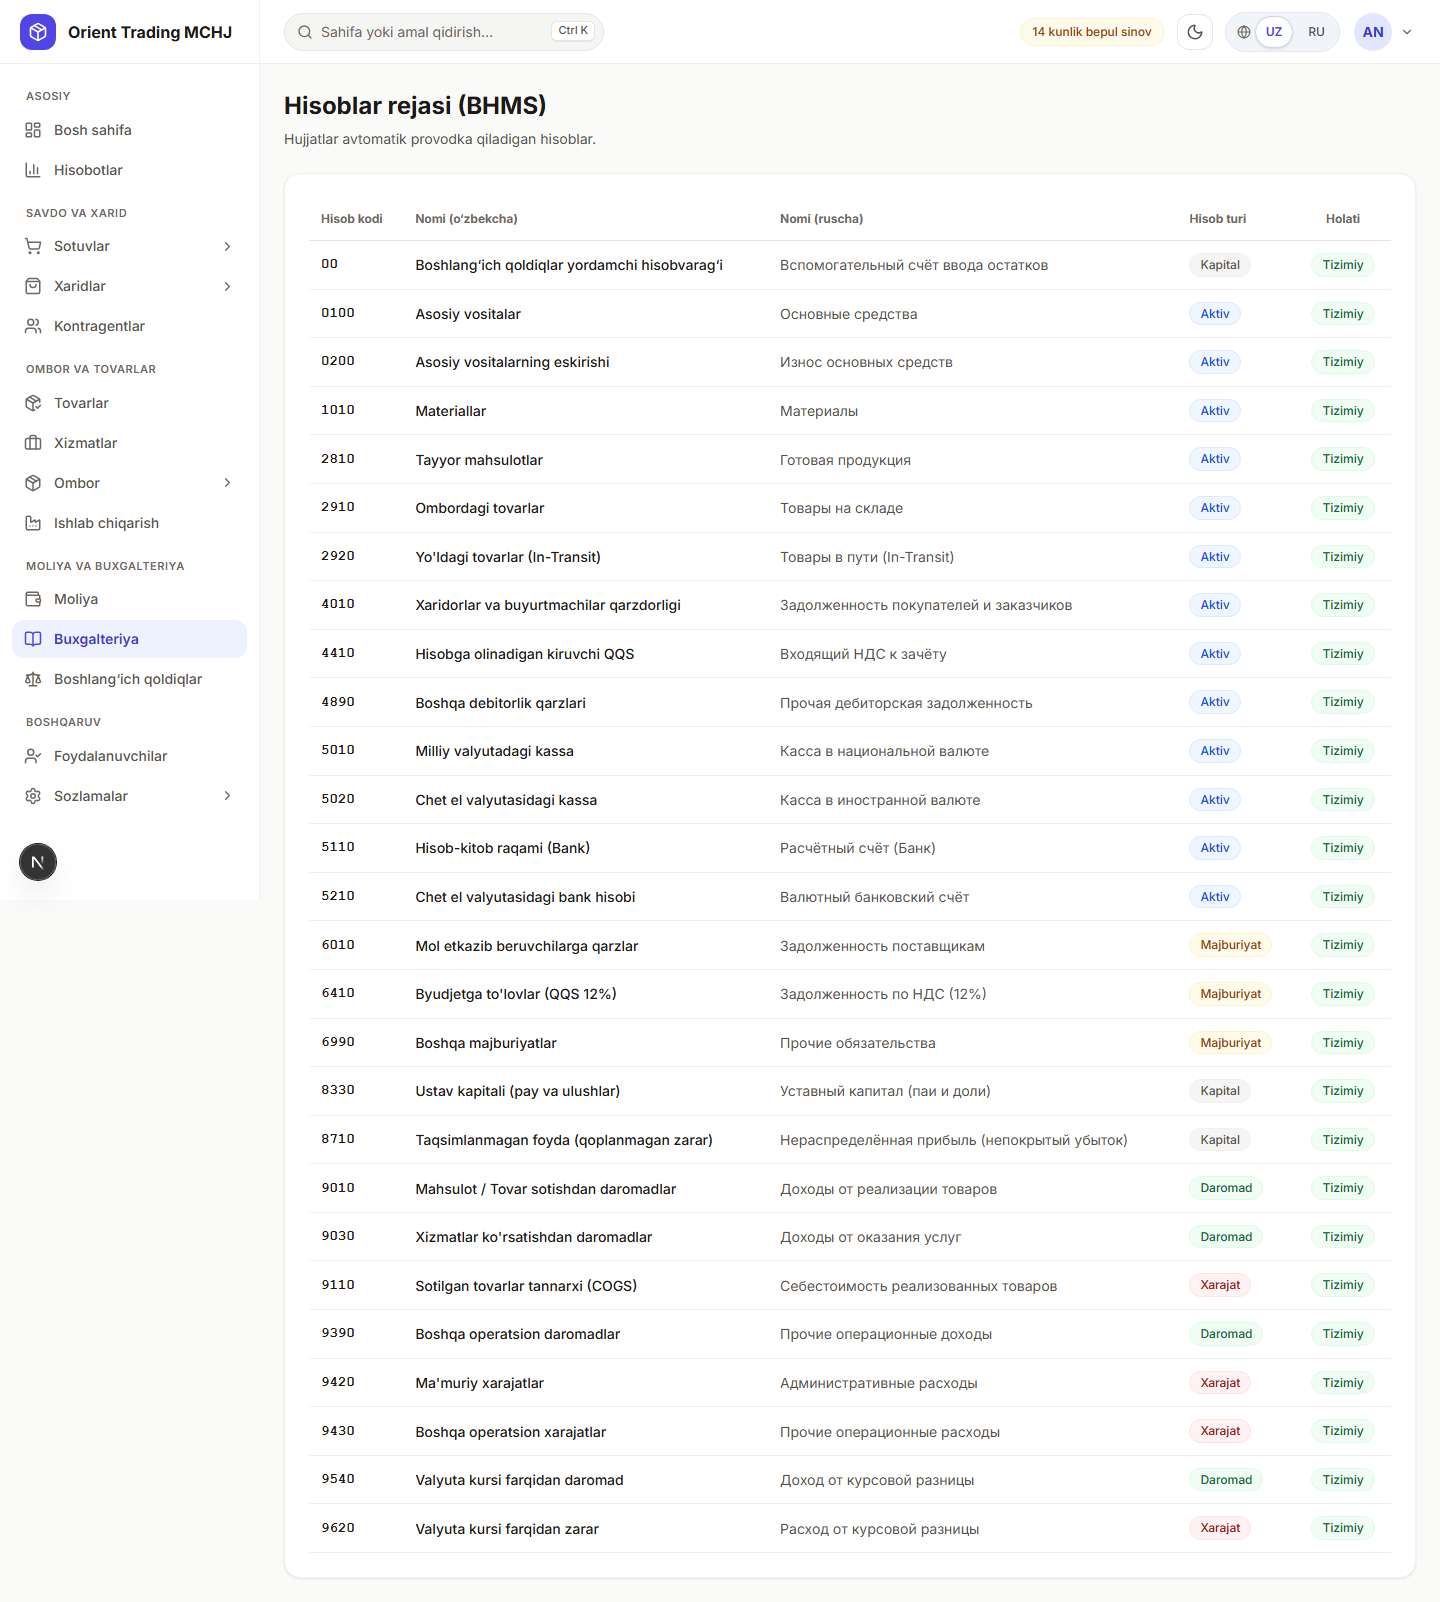 Orient Trading MCHJ
Sahifa yoki amal qidirish...
Ctrl K
14 kunlik bepul sinov
UZ
RU
AN
ASOSIY
Bosh sahifa
Hisobotlar
SAVDO VA XARID
Sotuvlar
Xaridlar
Kontragentlar
OMBOR VA TOVARLAR
Tovarlar
Xizmatlar
Ombor
Ishlab chiqarish
MOLIYA VA BUXGALTERIYA
Moliya
Buxgalteriya
Boshlangʻich qoldiqlar
BOSHQARUV
Foydalanuvchilar
Sozlamalar
N
Hisoblar rejasi (BHMS)
Hujjatlar avtomatik provodka qiladigan hisoblar.
Hisob kodi Nomi (oʻzbekcha) Nomi (ruscha) Hisob turi Holati
00 Boshlangʻich qoldiqlar yordamchi hisobvaragʻi Вспомогательный счёт ввода остатков Kapital Tizimiy
0100 Asosiy vositalar Основные средства Aktiv Tizimiy
0200 Asosiy vositalarning eskirishi Износ основных средств Aktiv Tizimiy
1010 Materiallar Материалы Aktiv Tizimiy
2810 Tayyor mahsulotlar Готовая продукция Aktiv Tizimiy
2910 Ombordagi tovarlar Товары на складе Aktiv Tizimiy
2920 Yo'ldagi tovarlar (In-Transit) Товары в пути (In-Transit) Aktiv Tizimiy
4010 Xaridorlar va buyurtmachilar qarzdorligi Задолженность покупателей и заказчиков Aktiv Tizimiy
4410 Hisobga olinadigan kiruvchi QQS Входящий НДС к зачёту Aktiv Tizimiy
4890 Boshqa debitorlik qarzlari Прочая дебиторская задолженность Aktiv Tizimiy
5010 Milliy valyutadagi kassa Касса в национальной валюте Aktiv Tizimiy
5020 Chet el valyutasidagi kassa Касса в иностранной валюте Aktiv Tizimiy
5110 Hisob-kitob raqami (Bank) Расчётный счёт (Банк) Aktiv Tizimiy
5210 Chet el valyutasidagi bank hisobi Валютный банковский счёт Aktiv Tizimiy
6010 Mol etkazib beruvchilarga qarzlar Задолженность поставщикам Majburiyat Tizimiy
6410 Byudjetga to'lovlar (QQS 12%) Задолженность по НДС (12%) Majburiyat Tizimiy
6990 Boshqa majburiyatlar Прочие обязательства Majburiyat Tizimiy
8330 Ustav kapitali (pay va ulushlar) Уставный капитал (паи и доли) Kapital Tizimiy
8710 Taqsimlanmagan foyda (qoplanmagan zarar) Нераспределённая прибыль (непокрытый убыток) Kapital Tizimiy
9010 Mahsulot / Tovar sotishdan daromadlar Доходы от реализации товаров Daromad Tizimiy
9030 Xizmatlar ko'rsatishdan daromadlar Доходы от оказания услуг Daromad Tizimiy
9110 Sotilgan tovarlar tannarxi (COGS) Себестоимость реализованных товаров Xarajat Tizimiy
9390 Boshqa operatsion daromadlar Прочие операционные доходы Daromad Tizimiy
9420 Ma'muriy xarajatlar Административные расходы Xarajat Tizimiy
9430 Boshqa operatsion xarajatlar Прочие операционные расходы Xarajat Tizimiy
9540 Valyuta kursi farqidan daromad Доход от курсовой разницы Daromad Tizimiy
9620 Valyuta kursi farqidan zarar Расход от курсовой разницы Xarajat Tizimiy